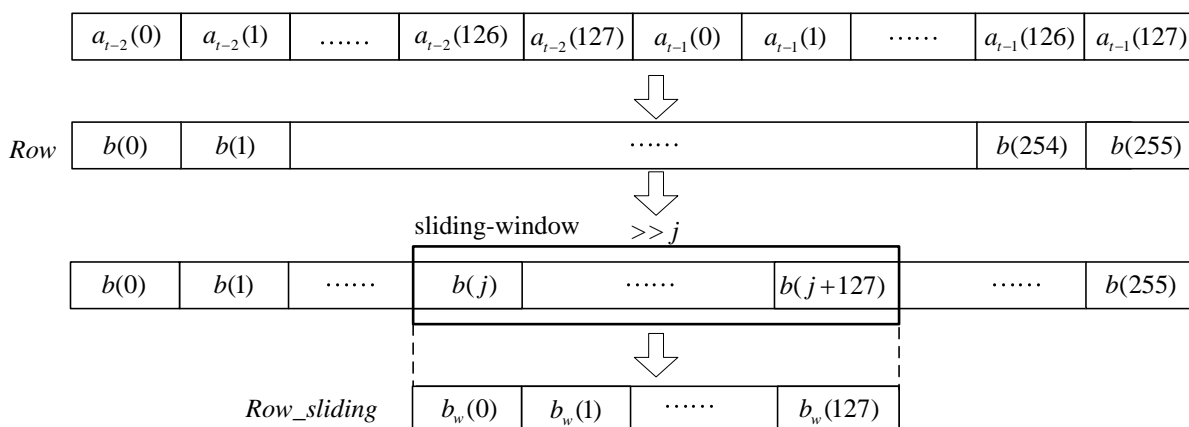 a_{t-2}(0) a_{t-2}(1) …… a_{t-2}(126) a_{t-2}(127) a_{t-1}(0) a_{t-1}(1) …… a_{t-1}(126) a_{t-1}(127)
Row b(0) b(1) …… b(254) b(255)
sliding-window >> j
b(0) b(1) …… b(j) …… b(j+127) …… b(255)
Row_sliding b_w(0) b_w(1) …… b_w(127)